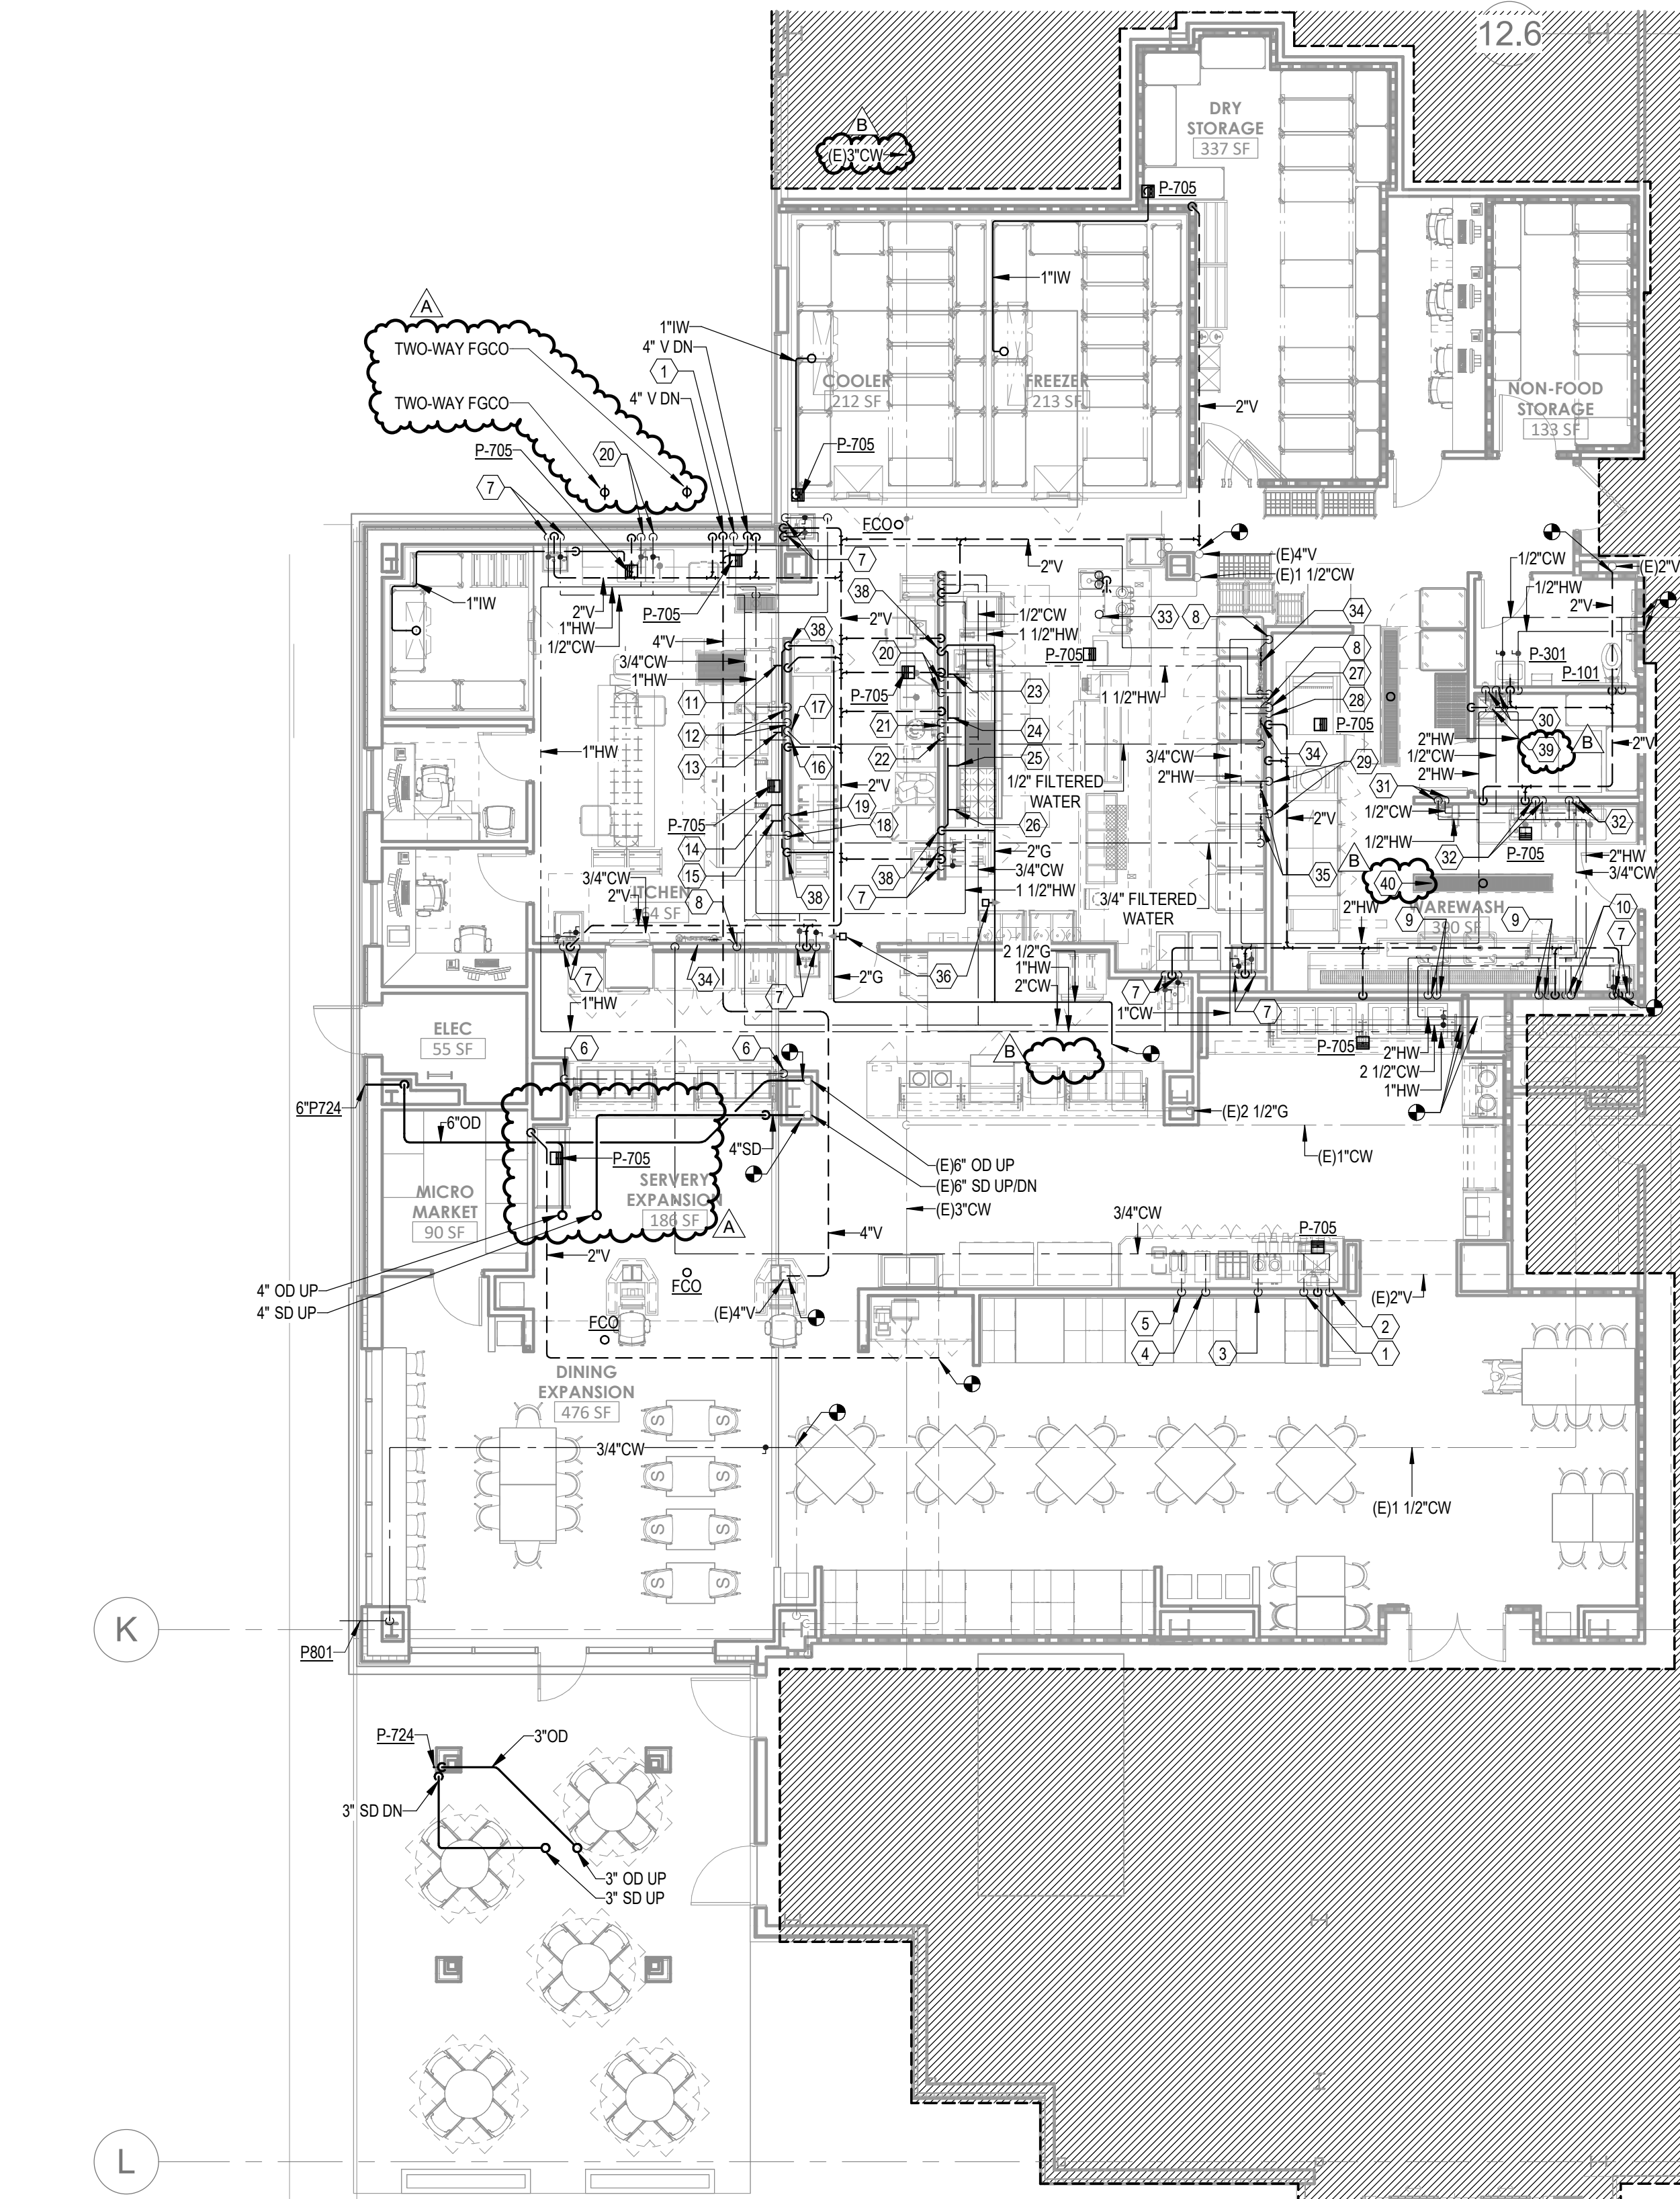 12.6
B
(E)3"CW
DRY
STORAGE
337 SF
P-705
1"IW
COOLER
212 SF
FREEZER
213 SF
NON-FOOD
STORAGE
133 SF
2"V
A
TWO-WAY FGCO
TWO-WAY FGCO
1"IW
4" V DN
1
4" V DN
P-705
P-705
20
7
FCO
7
(E)4"V
(E)1 1/2"CW
2"V
1/2"CW
1/2"HW
2"V
(E)2"V
1"IW
2"V
1"HW
1/2"CW
P-705
4"V
3/4"CW
1"HW
38
2"V
38
20
P-705
1/2"CW
1 1/2"HW
P-705
33
8
34
8
27
28
P-705
1 1/2"HW
P-301
P-101
11
12
13
17
16
21
22
23
24
25
34
29
30
39
B
2"HW
1/2"CW
2"HW
2"V
1"HW
1/2" FILTERED
WATER
3/4"CW
2"HW
2"V
31
1/2"CW
1/2"HW
32
32
P-705
P-705
14
15
19
18
2"V
26
2"G
3/4"CW
1 1/2"HW
38
38
7
3/4" FILTERED
WATER
35
B
40
2"HW
3/4"CW
WAREWASH
390 SF
2"HW
9
9
10
7
3/4"CW
2"V
8
7
34
7
36
2"G
2 1/2"G
1"HW
2"CW
7
1"CW
7
1"HW
ELEC
55 SF
6
6
B
P-705
2"HW
2 1/2"CW
1"HW
6"P724
6"OD
P-705
4"SD
(E)2 1/2"G
(E)1"CW
MICRO
MARKET
90 SF
SERVERY
EXPANSION
186 SF
A
(E)6" OD UP
(E)6" SD UP/DN
(E)3"CW
3/4"CW
P-705
4"V
2"V
4" OD UP
4" SD UP
FCO
FCO
(E)4"V
(E)2"V
5
4
3
2
1
DINING
EXPANSION
476 SF
S S
3/4"CW
S S
S S
S S
(E)1 1/2"CW
K
P801
P-724
3"OD
3" SD DN
3" OD UP
3" SD UP
L